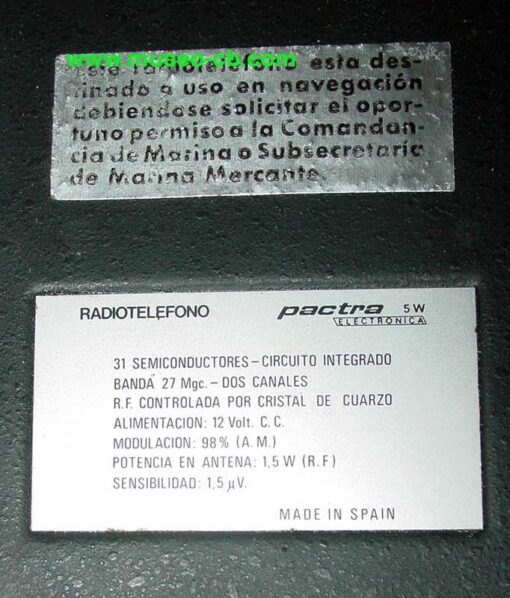 www.museo-cb.com
Este radiotelefono esta des-
tinado a uso en navegación
debiendose solicitar el opor-
tuno permiso a la Comandan-
cia de Marina o Subsecretaria
de Marina Mercante.
RADIOTELEFONO
pactra 5W
ELECTRONICA
31 SEMICONDUCTORES – CIRCUITO INTEGRADO
BANDA 27 Mgc. – DOS CANALES
R.F. CONTROLADA POR CRISTAL DE CUARZO
ALIMENTACION: 12 Volt. C.C.
MODULACION: 98% (A.M.)
POTENCIA EN ANTENA: 1,5 W (R.F)
SENSIBILIDAD: 1,5 µV.
MADE IN SPAIN